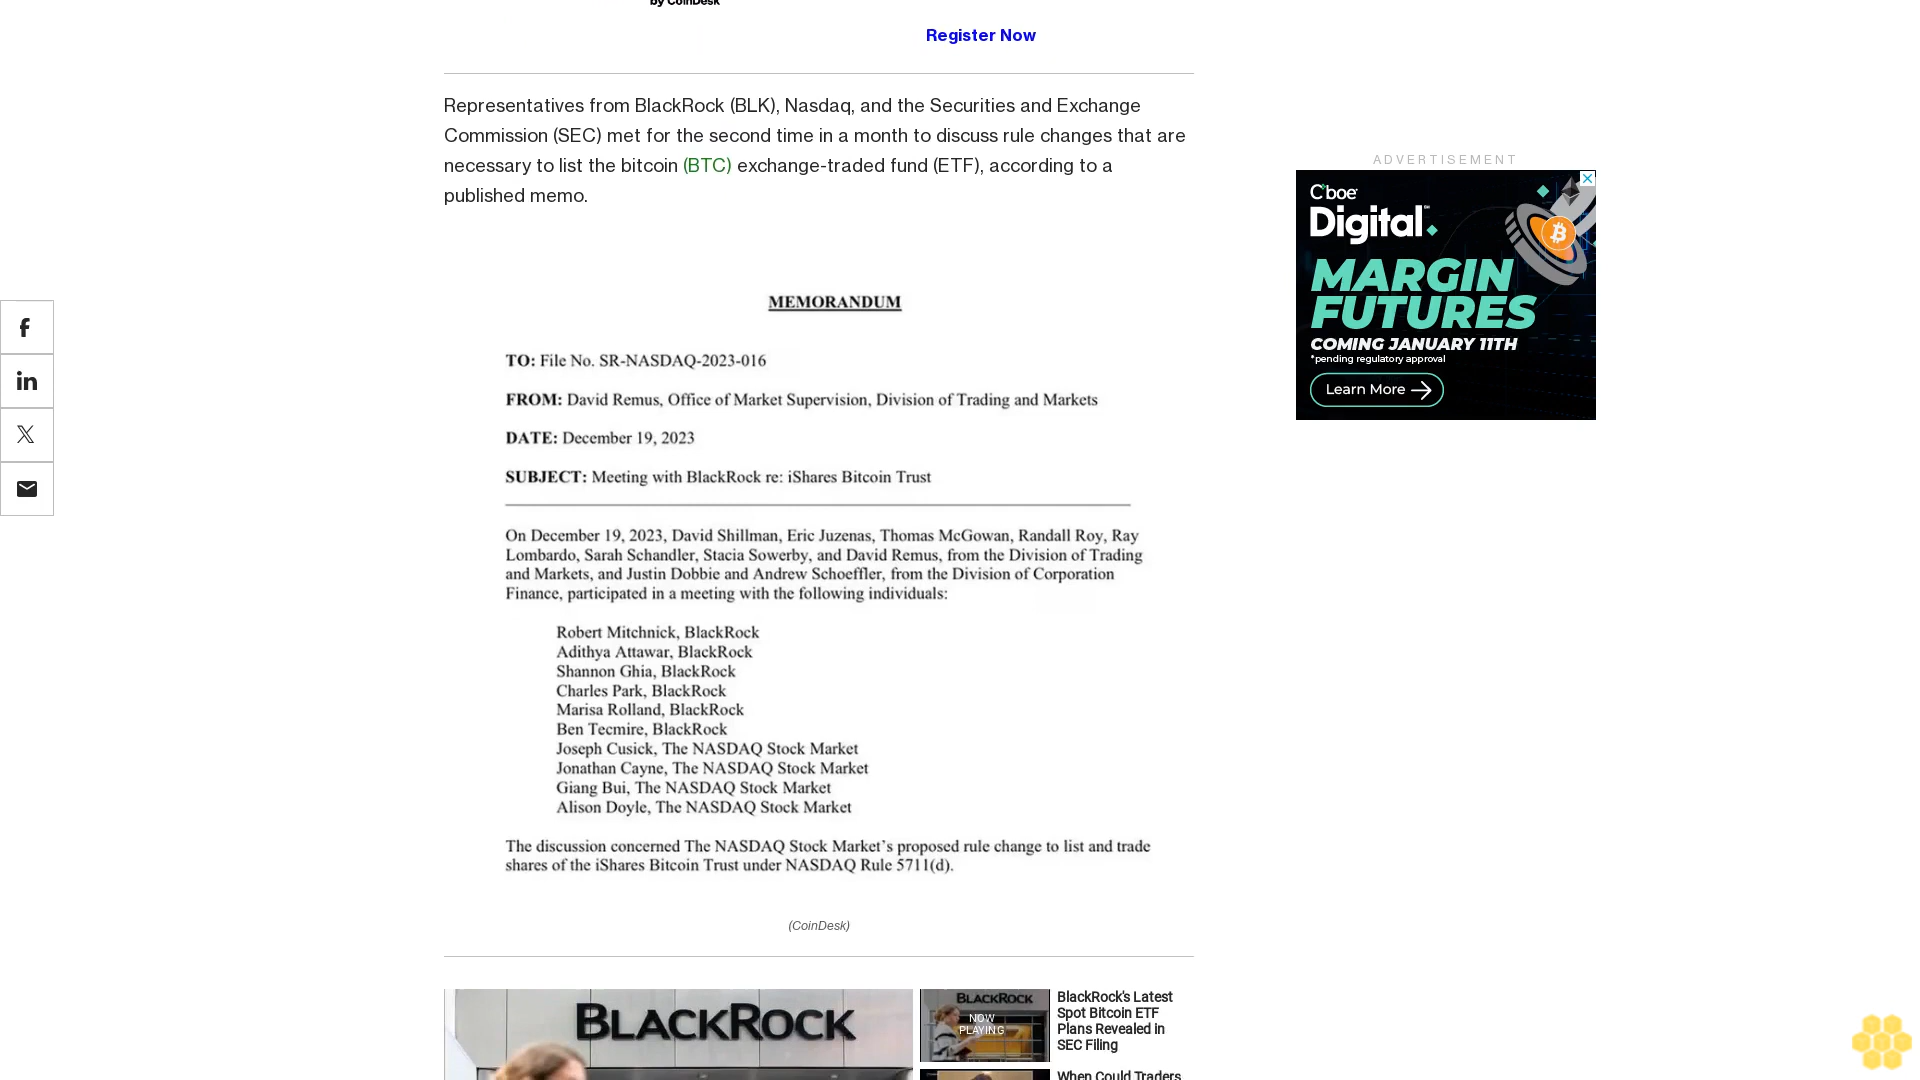 by CoinDesk
Register Now
Representatives from BlackRock (BLK), Nasdaq, and the Securities and Exchange
Commission (SEC) met for the second time in a month to discuss rule changes that are
necessary to list the bitcoin (BTC) exchange-traded fund (ETF), according to a
published memo.
MEMORANDUM
TO: File No. SR-NASDAQ-2023-016
FROM: David Remus, Office of Market Supervision, Division of Trading and Markets
DATE: December 19, 2023
SUBJECT: Meeting with BlackRock re: iShares Bitcoin Trust
On December 19, 2023, David Shillman, Eric Juzenas, Thomas McGowan, Randall Roy, Ray
Lombardo, Sarah Schandler, Stacia Sowerby, and David Remus, from the Division of Trading
and Markets, and Justin Dobbie and Andrew Schoeffler, from the Division of Corporation
Finance, participated in a meeting with the following individuals:
Robert Mitchnick, BlackRock
Adithya Attawar, BlackRock
Shannon Ghia, BlackRock
Charles Park, BlackRock
Marisa Rolland, BlackRock
Ben Tecmire, BlackRock
Joseph Cusick, The NASDAQ Stock Market
Jonathan Cayne, The NASDAQ Stock Market
Giang Bui, The NASDAQ Stock Market
Alison Doyle, The NASDAQ Stock Market
The discussion concerned The NASDAQ Stock Market's proposed rule change to list and trade
shares of the iShares Bitcoin Trust under NASDAQ Rule 5711(d).
(CoinDesk)
BLACKROCK
BLACKROCK
NOW
PLAYING
BlackRock's Latest
Spot Bitcoin ETF
Plans Revealed in
SEC Filing
When Could Traders
ADVERTISEMENT
Cboe
Digital
MARGIN
FUTURES
COMING JANUARY 11TH
*pending regulatory approval
Learn More